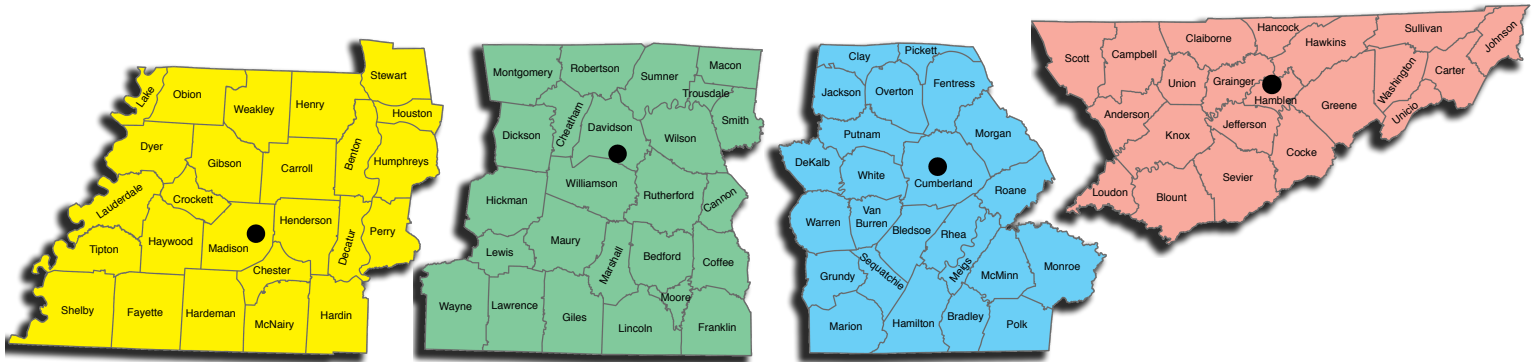 Stewart
Lake
Obion
Weakley
Henry
Houston
Dyer
Gibson
Carroll
Benton
Humphreys
Lauderdale
Crockett
Haywood
Madison
Henderson
Decatur
Perry
Tipton
Chester
Shelby
Fayette
Hardeman
McNairy
Hardin
Montgomery
Robertson
Sumner
Macon
Trousdale
Dickson
Cheatham
Davidson
Wilson
Smith
Hickman
Williamson
Rutherford
Cannon
Lewis
Maury
Marshall
Bedford
Coffee
Wayne
Lawrence
Giles
Lincoln
Moore
Franklin
Clay
Pickett
Jackson
Overton
Fentress
Putnam
Morgan
DeKalb
White
Cumberland
Roane
Warren
Van
Buren
Bledsoe
Rhea
Grundy
Sequatchie
Meigs
McMinn
Monroe
Marion
Hamilton
Bradley
Polk
Scott
Campbell
Claiborne
Hancock
Hawkins
Sullivan
Johnson
Union
Grainger
Hamblen
Washington
Carter
Greene
Unicio
Anderson
Knox
Jefferson
Cocke
Loudon
Blount
Sevier